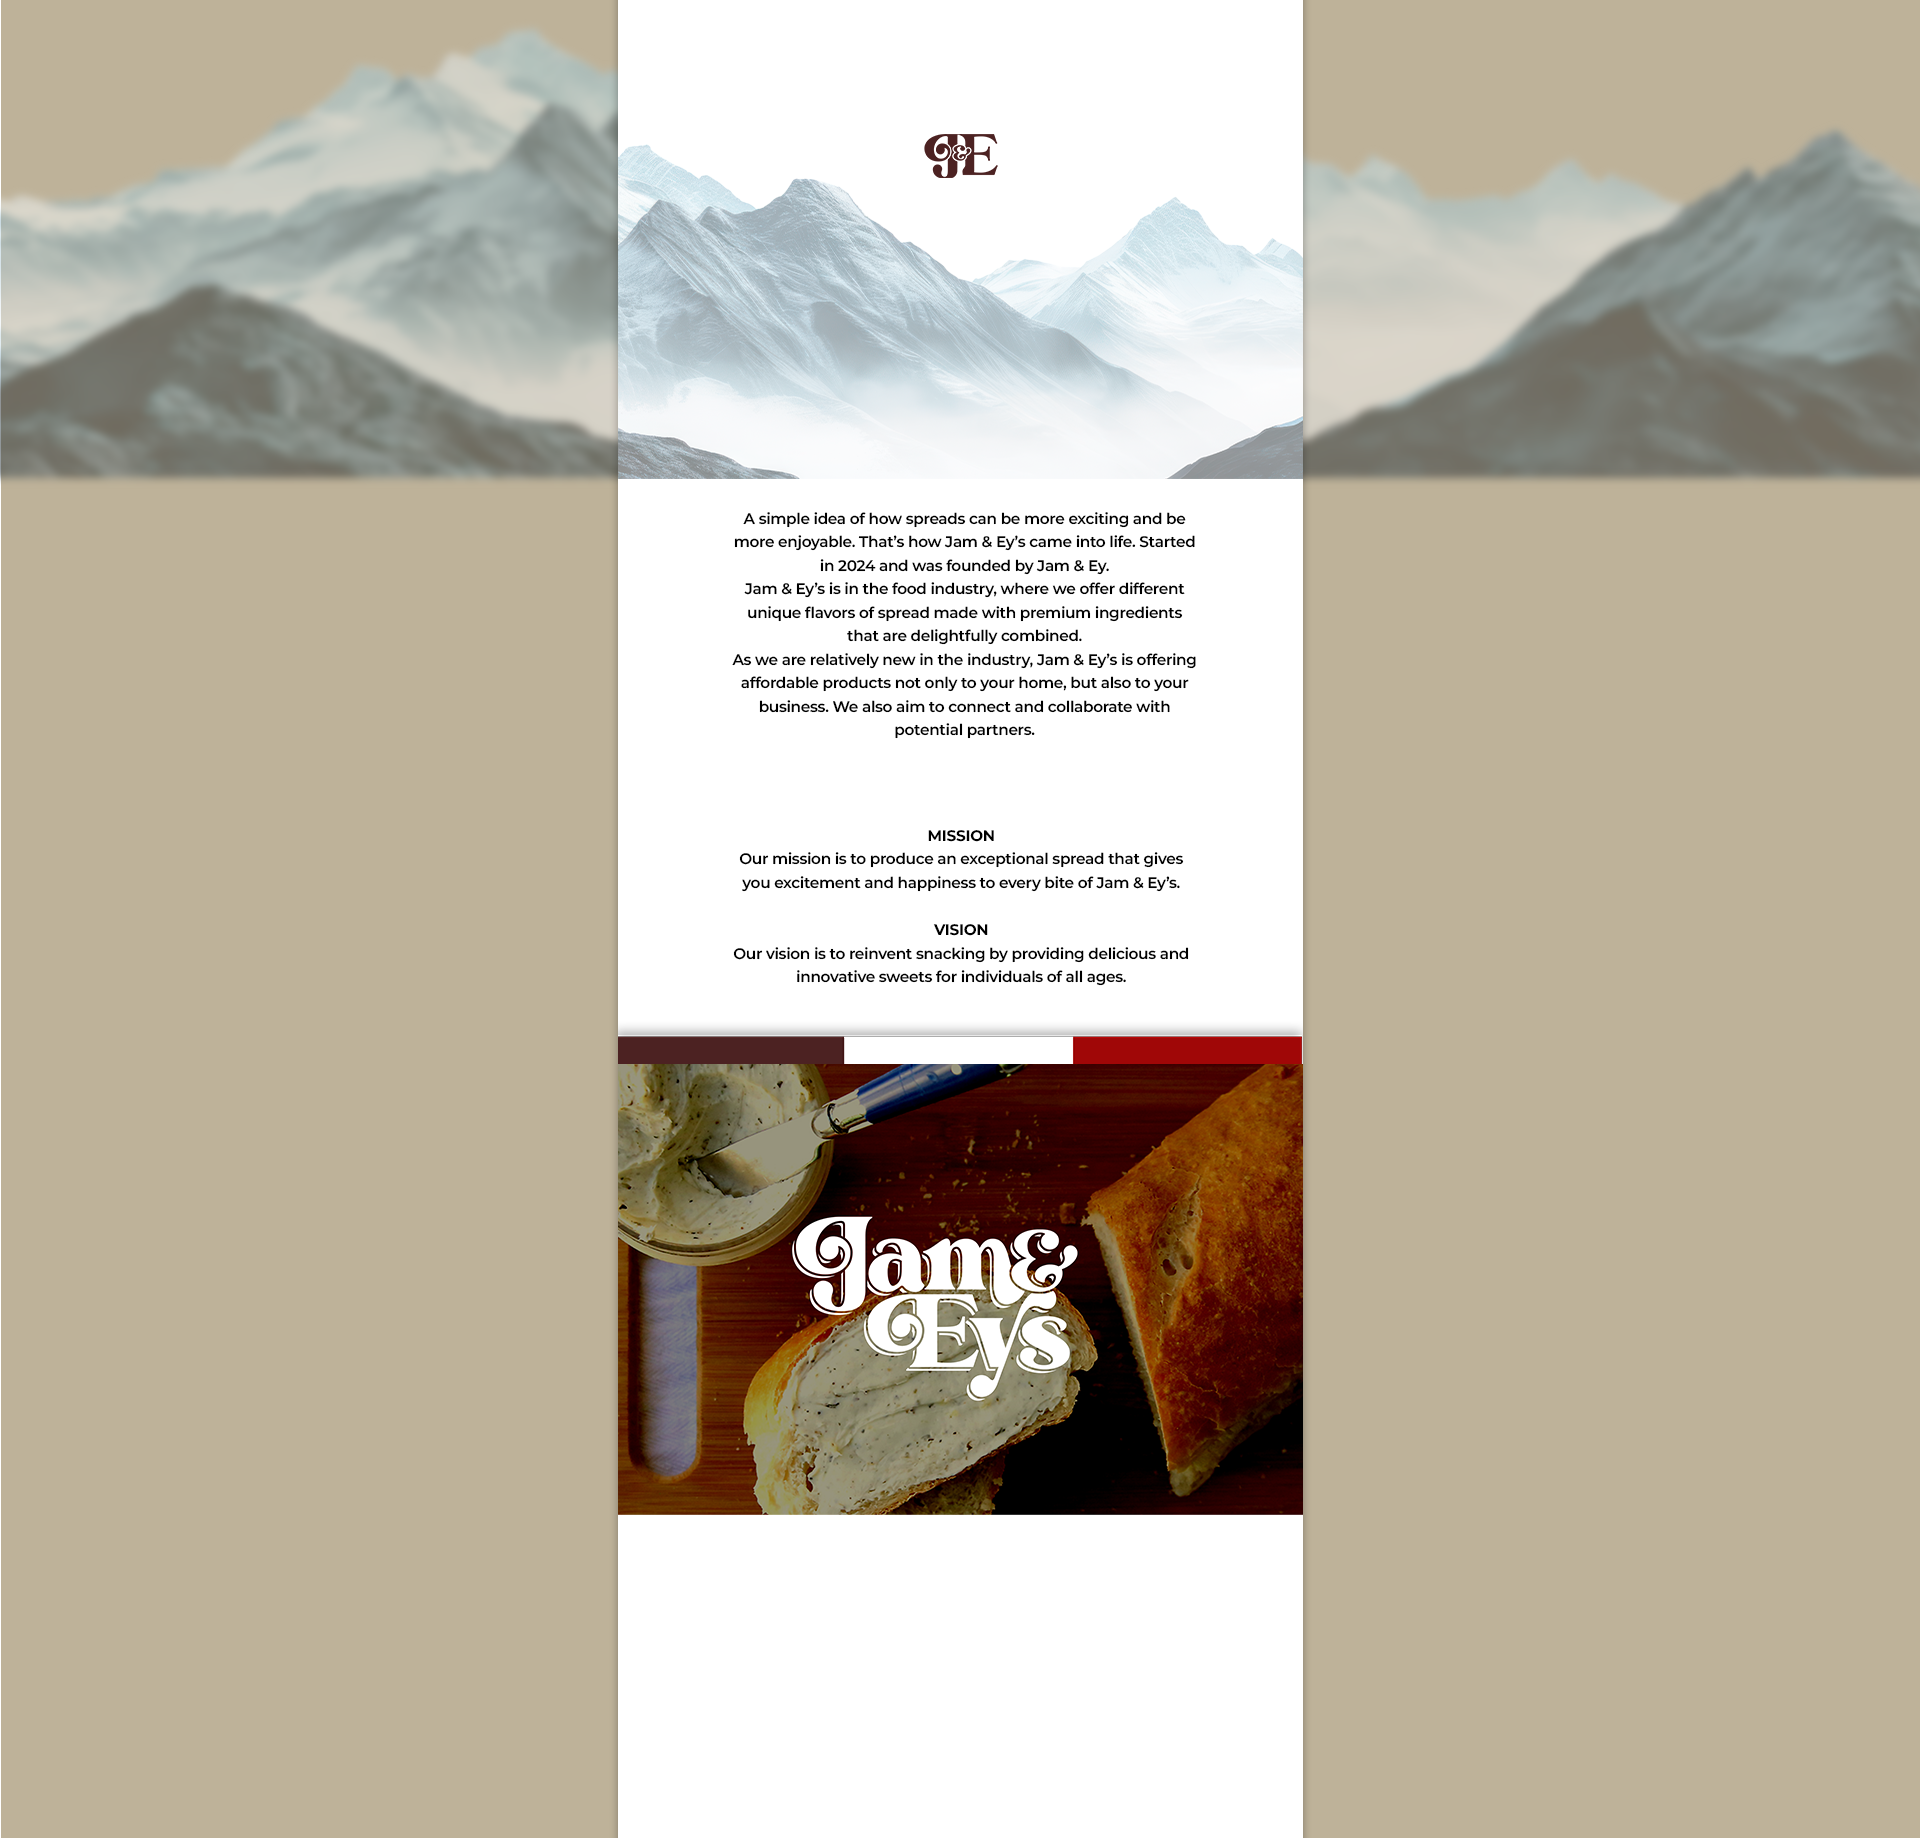 J&E
A simple idea of how spreads can be more exciting and be
more enjoyable. That’s how Jam & Ey’s came into life. Started
in 2024 and was founded by Jam & Ey.
Jam & Ey’s is in the food industry, where we offer different
unique flavors of spread made with premium ingredients
that are delightfully combined.
As we are relatively new in the industry, Jam & Ey’s is offering
affordable products not only to your home, but also to your
business. We also aim to connect and collaborate with
potential partners.
MISSION
Our mission is to produce an exceptional spread that gives
you excitement and happiness to every bite of Jam & Ey’s.
VISION
Our vision is to reinvent snacking by providing delicious and
innovative sweets for individuals of all ages.
Jam &
Eys